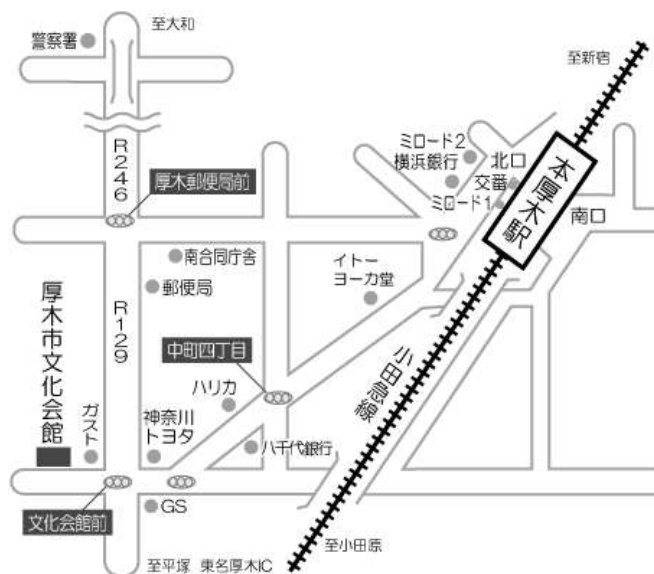 至大和
警察署
至新宿
ミロード2
横浜銀行
北口
交番
ミロード1
本厚木駅
南口
R246
厚木郵便局前
南合同庁舎
郵便局
イトー
ヨーカ堂
R129
厚木市文化会館
中町四丁目
小田急線
ハリカ
ガスト
神奈川
トヨタ
八千代銀行
GS
文化会館前
至小田原
至平塚 東名厚木IC